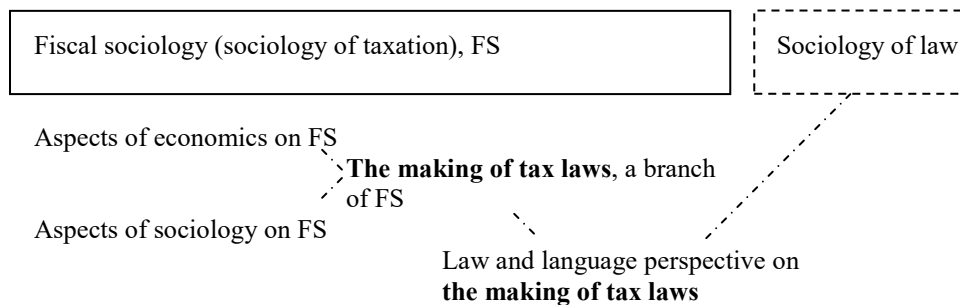 Fiscal sociology (sociology of taxation), FS
Sociology of law
Aspects of economics on FS
The making of tax laws, a branch
of FS
Aspects of sociology on FS
Law and language perspective on
the making of tax laws